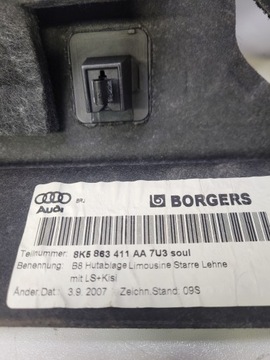 Audi
BRJ
BORGERS
Teilnummer: 8K5 863 411 AA 7U3 soul
Benennung: B8 Hutablage Limousine Starre Lehne
mit LS+Kisi
Änder.Dat: 3.9.2007 Zeichn.Stand: 09S